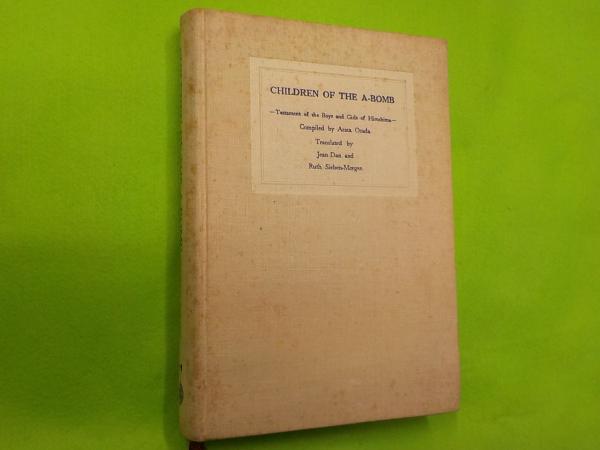 CHILDREN OF THE A-BOMB
—Testament of the Boys and Girls of Hiroshima—
Compiled by Arata Osada
Translated by
Jean Dan and
Ruth Sieben-Morgen